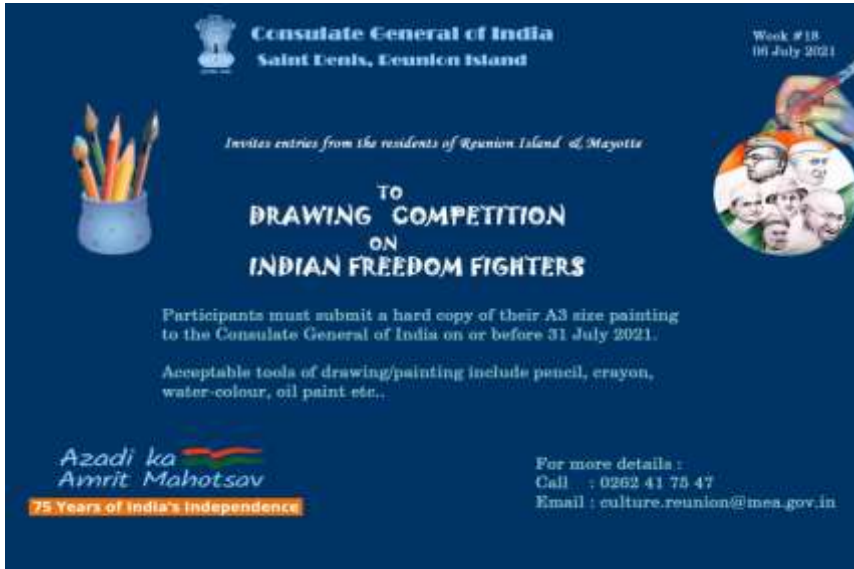 Consulate General of India
Saint Denis, Reunion Island
Week #18
06 July 2021
Invites entries from the residents of Reunion Island & Mayotte
TO
DRAWING COMPETITION
ON
INDIAN FREEDOM FIGHTERS
Participants must submit a hard copy of their A3 size painting
to the Consulate General of India on or before 31 July 2021.
Acceptable tools of drawing/painting include pencil, crayon,
water-colour, oil paint etc..
Azadi ka
Amrit Mahotsav
75 Years of India's Independence
For more details :
Call : 0262 41 75 47
Email : culture.reunion@mea.gov.in